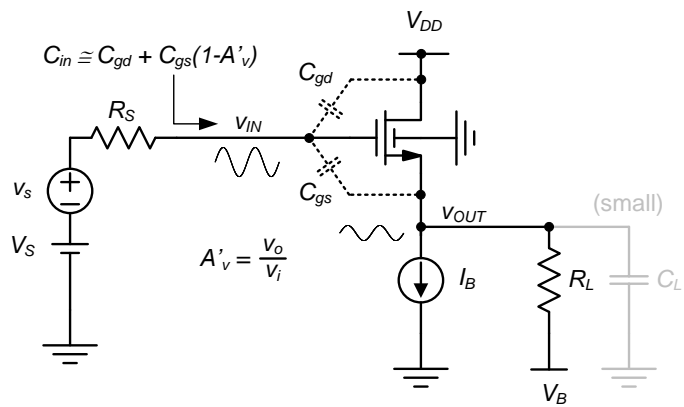 V_DD
C_in ≅ C_gd + C_gs(1-A'_v)
C_gd
R_S
v_IN
C_gs
v_s
+
−
v_OUT
(small)
V_S
A'_v = v_o / v_i
I_B
R_L
C_L
V_B